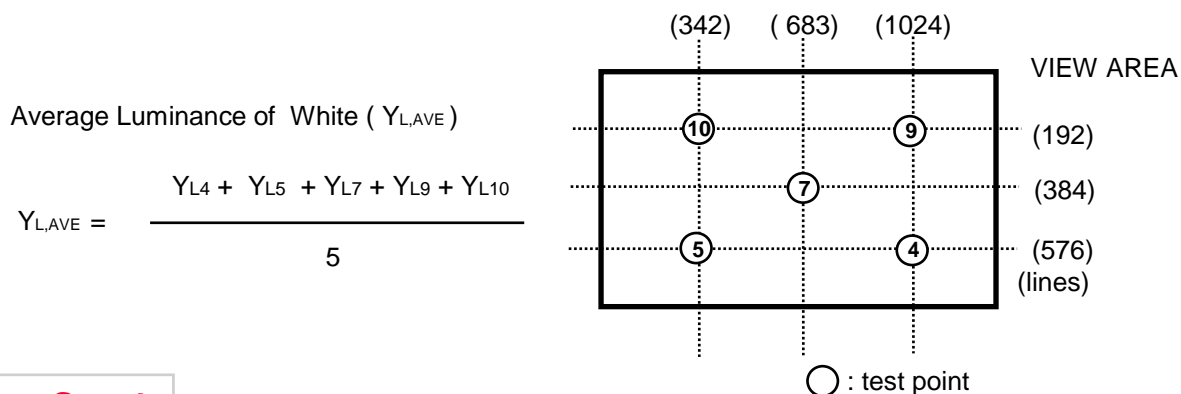 (342) ( 683) (1024)
VIEW AREA
Average Luminance of White ( YL,AVE )
10 9 (192)
YL4 + YL5 + YL7 + YL9 + YL10
7 (384)
YL,AVE =
5
5 4 (576)
(lines)
: test point